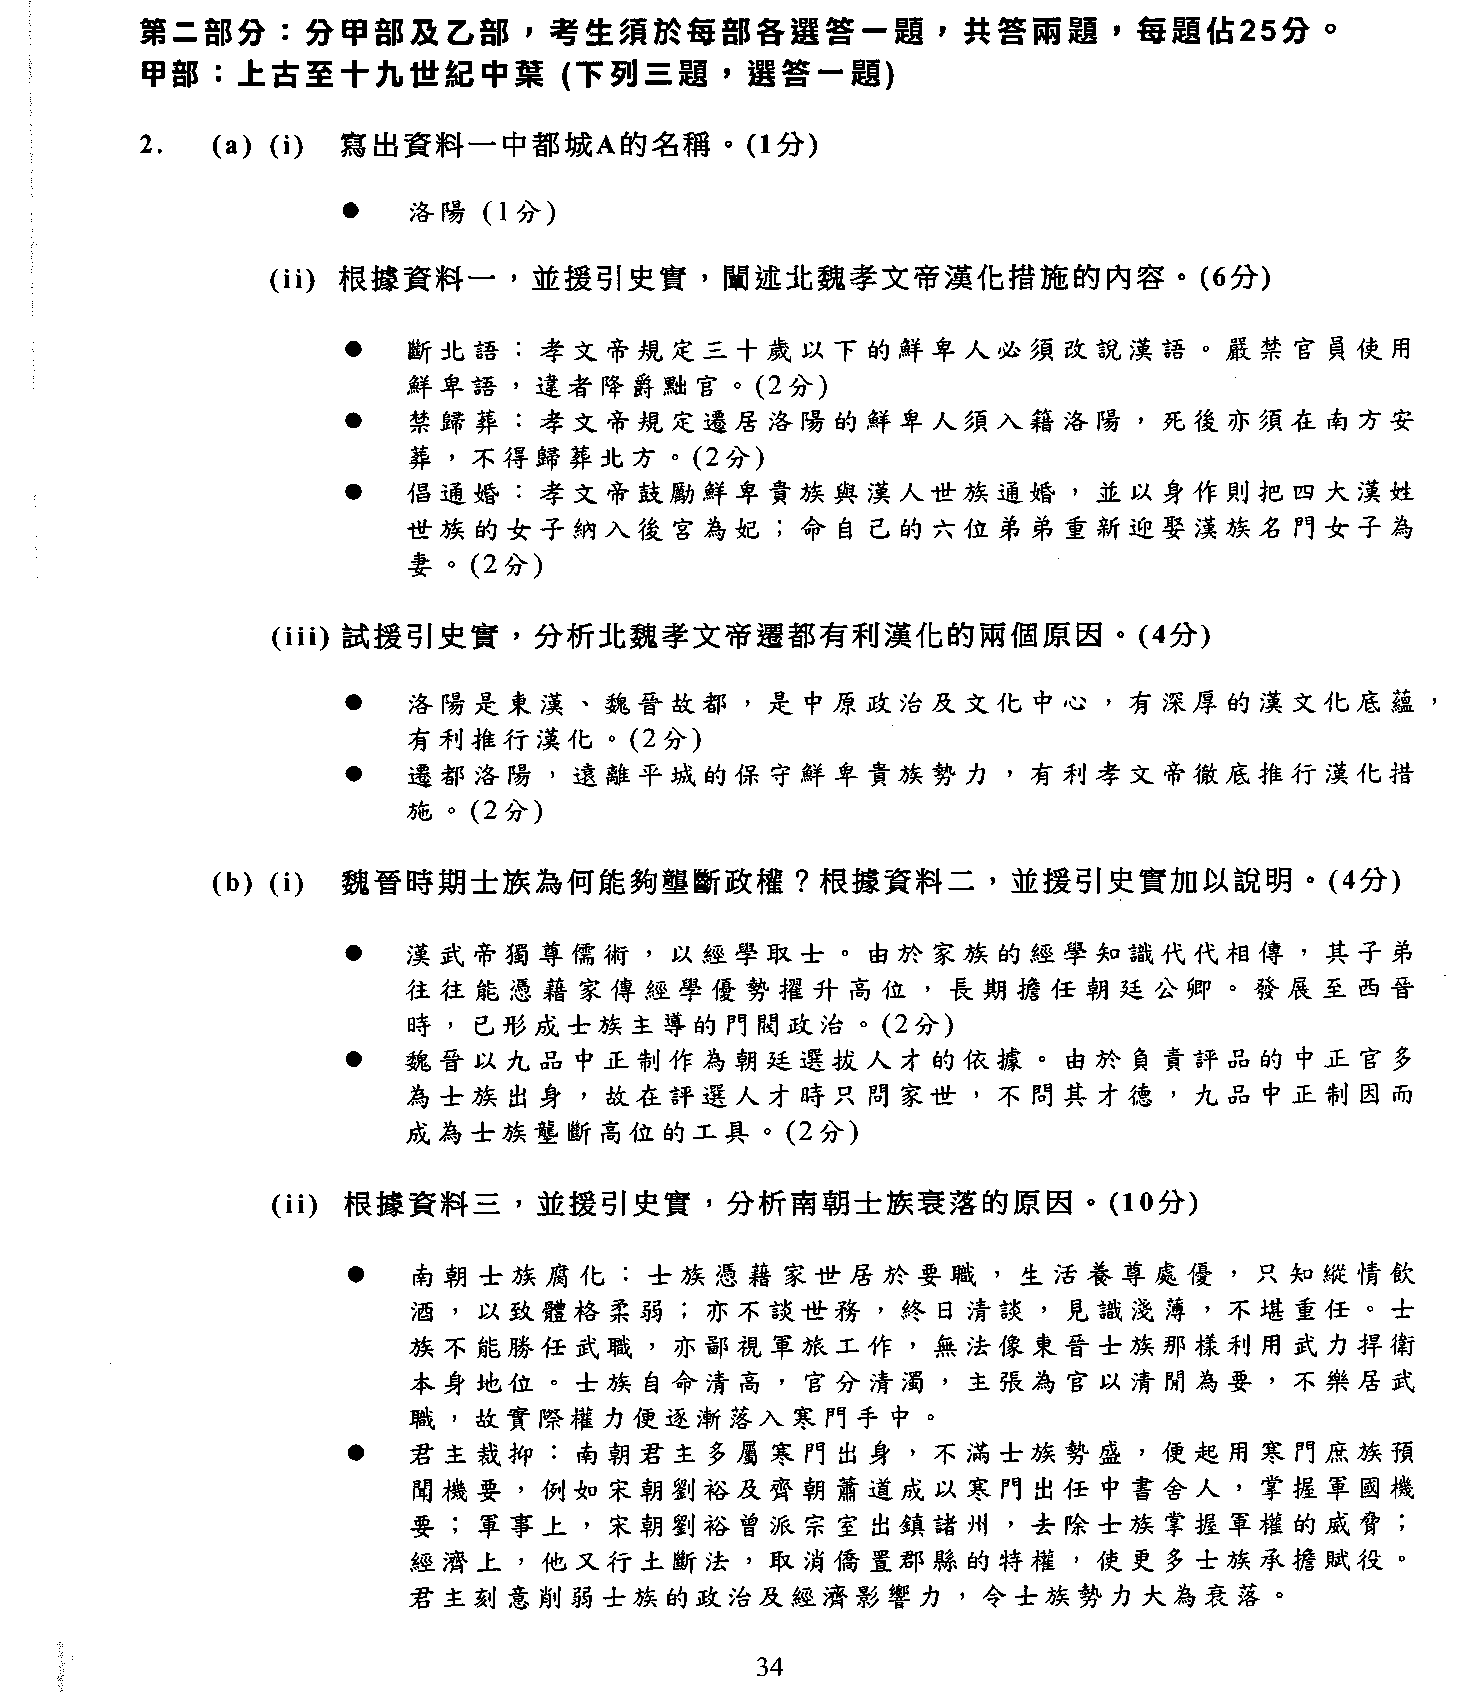 第二部分：分甲部及乙部，考生須於每部各選答一題，共答兩題，每題佔25分。
甲部：上古至十九世紀中葉 (下列三題，選答一題)
2. (a) (i) 寫出資料一中都城A的名稱。(1分)
● 洛陽 (1分)
(ii) 根據資料一，並援引史實，闡述北魏孝文帝漢化措施的內容。(6分)
● 斷北語：孝文帝規定三十歲以下的鮮卑人必須改說漢語。嚴禁官員使用
鮮卑語，違者降爵黜官。(2分)
● 禁歸葬：孝文帝規定遷居洛陽的鮮卑人須入籍洛陽，死後亦須在南方安
葬，不得歸葬北方。(2分)
● 倡通婚：孝文帝鼓勵鮮卑貴族與漢人世族通婚，並以身作則把四大漢姓
世族的女子納入後宮為妃；命自己的六位弟弟重新迎娶漢族名門女子為
妻。(2分)
(iii) 試援引史實，分析北魏孝文帝遷都有利漢化的兩個原因。(4分)
● 洛陽是東漢、魏晉故都，是中原政治及文化中心，有深厚的漢文化底蘊，
有利推行漢化。(2分)
● 遷都洛陽，遠離平城的保守鮮卑貴族勢力，有利孝文帝徹底推行漢化措
施。(2分)
(b) (i) 魏晉時期士族為何能夠壟斷政權？根據資料二，並援引史實加以說明。(4分)
● 漢武帝獨尊儒術，以經學取士。由於家族的經學知識代代相傳，其子弟
往往能憑藉家傳經學優勢擢升高位，長期擔任朝廷公卿。發展至西晉
時，已形成士族主導的門閥政治。(2分)
● 魏晉以九品中正制作為朝廷選拔人才的依據。由於負責評品的中正官多
為士族出身，故在評選人才時只問家世，不問其才德，九品中正制因而
成為士族壟斷高位的工具。(2分)
(ii) 根據資料三，並援引史實，分析南朝士族衰落的原因。(10分)
● 南朝士族腐化：士族憑藉家世居於要職，生活養尊處優，只知縱情飲
酒，以致體格柔弱；亦不談世務，終日清談，見識淺薄，不堪重任。士
族不能勝任武職，亦鄙視軍旅工作，無法像東晉士族那樣利用武力捍衛
本身地位。士族自命清高，官分清濁，主張為官以清閒為要，不樂居武
職，故實際權力便逐漸落入寒門手中。
● 君主裁抑：南朝君主多屬寒門出身，不滿士族勢盛，便起用寒門庶族預
聞機要，例如宋朝劉裕及齊朝蕭道成以寒門出任中書舍人，掌握軍國機
要；軍事上，宋朝劉裕曾派宗室出鎮諸州，去除士族掌握軍權的威脅；
經濟上，他又行土斷法，取消僑置郡縣的特權，使更多士族承擔賦役。
君主刻意削弱士族的政治及經濟影響力，令士族勢力大為衰落。
34